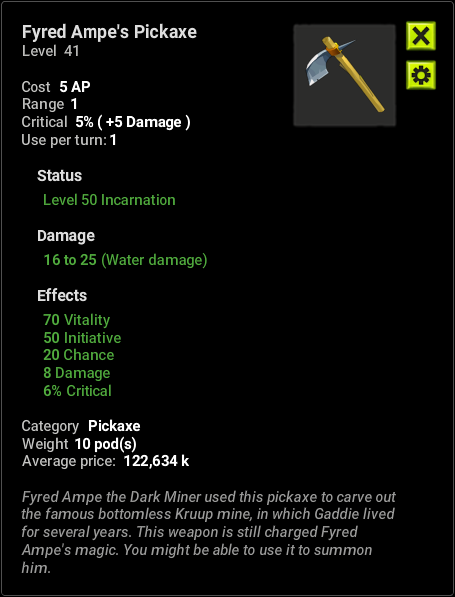 Fyred Ampe's Pickaxe
Level 41
Cost 5 AP
Range 1
Critical 5% ( +5 Damage )
Use per turn: 1
Status
Level 50 Incarnation
Damage
16 to 25 (Water damage)
Effects
70 Vitality
50 Initiative
20 Chance
8 Damage
6% Critical
Category Pickaxe
Weight 10 pod(s)
Average price: 122,634 k
Fyred Ampe the Dark Miner used this pickaxe to carve out
the famous bottomless Kruup mine, in which Gaddie lived
for several years. This weapon is still charged Fyred
Ampe's magic. You might be able to use it to summon
him.